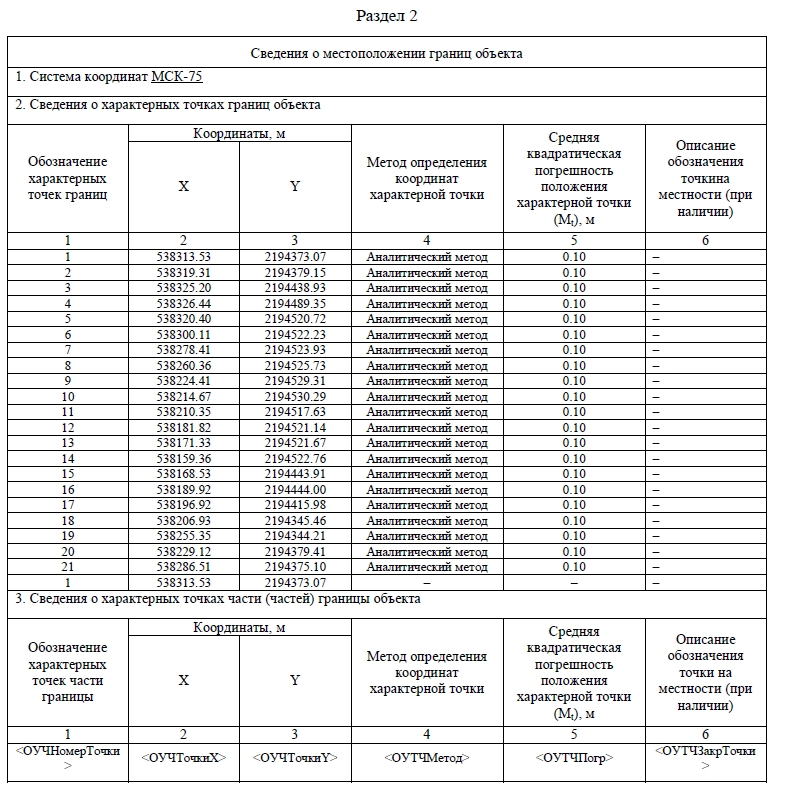 Раздел 2
Сведения о местоположении границ объекта
1. Система координат МСК-75
2. Сведения о характерных точках границ объекта
Обозначение характерных точек границ | Координаты, м | Метод определения координат характерной точки | Средняя квадратическая погрешность положения характерной точки (Mt), м | Описание обозначения точкина местности (при наличии)
X | Y
1 | 2 | 3 | 4 | 5 | 6
1 | 538313.53 | 2194373.07 | Аналитический метод | 0.10 | –
2 | 538319.31 | 2194379.15 | Аналитический метод | 0.10 | –
3 | 538325.20 | 2194438.93 | Аналитический метод | 0.10 | –
4 | 538326.44 | 2194489.35 | Аналитический метод | 0.10 | –
5 | 538320.40 | 2194520.72 | Аналитический метод | 0.10 | –
6 | 538300.11 | 2194522.23 | Аналитический метод | 0.10 | –
7 | 538278.41 | 2194523.93 | Аналитический метод | 0.10 | –
8 | 538260.36 | 2194525.73 | Аналитический метод | 0.10 | –
9 | 538224.41 | 2194529.31 | Аналитический метод | 0.10 | –
10 | 538214.67 | 2194530.29 | Аналитический метод | 0.10 | –
11 | 538210.35 | 2194517.63 | Аналитический метод | 0.10 | –
12 | 538181.82 | 2194521.14 | Аналитический метод | 0.10 | –
13 | 538171.33 | 2194521.67 | Аналитический метод | 0.10 | –
14 | 538159.36 | 2194522.76 | Аналитический метод | 0.10 | –
15 | 538168.53 | 2194443.91 | Аналитический метод | 0.10 | –
16 | 538189.92 | 2194444.00 | Аналитический метод | 0.10 | –
17 | 538196.92 | 2194415.98 | Аналитический метод | 0.10 | –
18 | 538206.93 | 2194345.46 | Аналитический метод | 0.10 | –
19 | 538255.35 | 2194344.21 | Аналитический метод | 0.10 | –
20 | 538229.12 | 2194379.41 | Аналитический метод | 0.10 | –
21 | 538286.51 | 2194375.10 | Аналитический метод | 0.10 | –
1 | 538313.53 | 2194373.07 | – | – | –
3. Сведения о характерных точках части (частей) границы объекта
Обозначение характерных точек части границы | Координаты, м | Метод определения координат характерной точки | Средняя квадратическая погрешность положения характерной точки (Mt), м | Описание обозначения точки на местности (при наличии)
X | Y
1 | 2 | 3 | 4 | 5 | 6
<ОУЧНомерТочки> | <ОУЧТочкиX> | <ОУЧТочкиY> | <ОУТЧМетод> | <ОУТЧПогр> | <ОУТЧЗакрТочки>